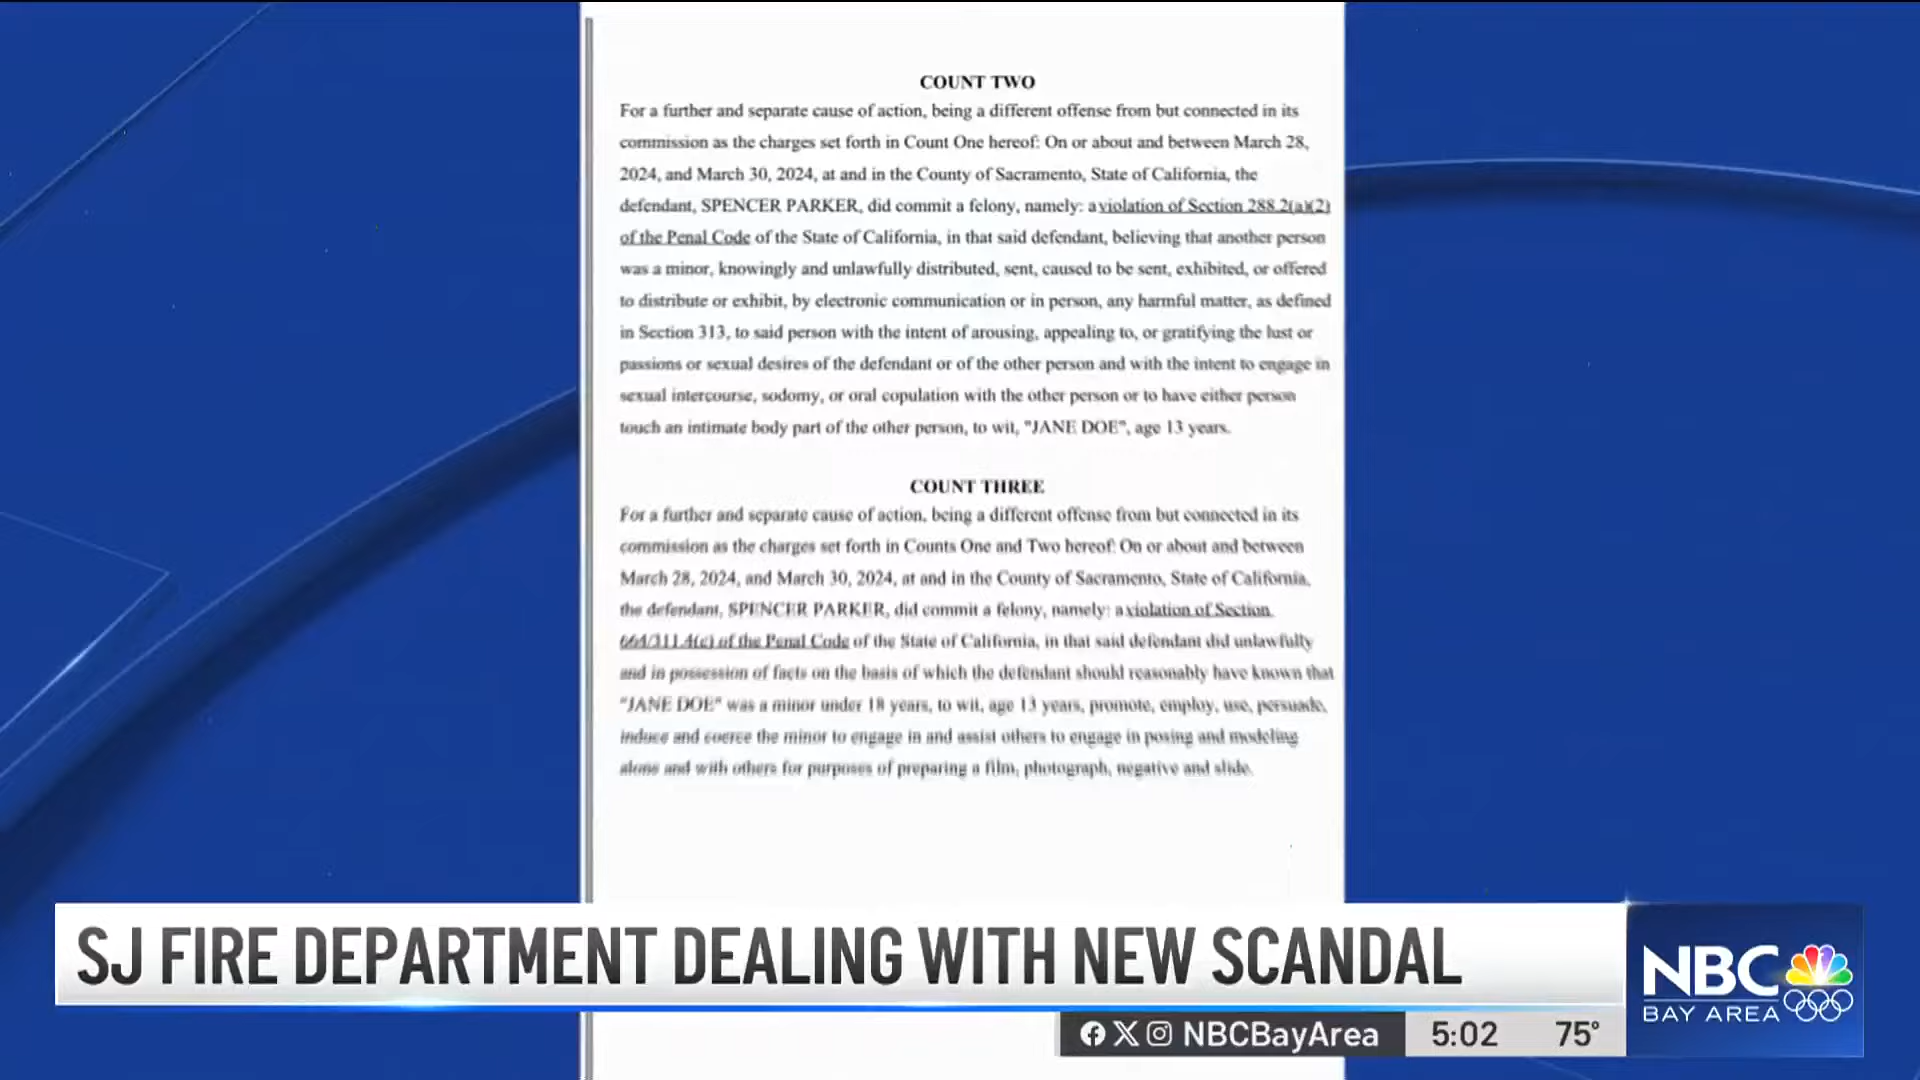 COUNT TWO
For a further and separate cause of action, being a different offense from but connected in its
commission as the charges set forth in Count One hereof: On or about and between March 28,
2024, and March 30, 2024, at and in the County of Sacramento, State of California, the
defendant, SPENCER PARKER, did commit a felony, namely: a violation of Section 288.2(a)(2)
of the Penal Code of the State of California, in that said defendant, believing that another person
was a minor, knowingly and unlawfully distributed, sent, caused to be sent, exhibited, or offered
to distribute or exhibit, by electronic communication or in person, any harmful matter, as defined
in Section 313, to said person with the intent of arousing, appealing to, or gratifying the lust or
passions or sexual desires of the defendant or of the other person and with the intent to engage in
sexual intercourse, sodomy, or oral copulation with the other person or to have either person
touch an intimate body part of the other person, to wit, "JANE DOE", age 13 years.
COUNT THREE
For a further and separate cause of action, being a different offense from but connected in its
commission as the charges set forth in Counts One and Two hereof: On or about and between
March 28, 2024, and March 30, 2024, at and in the County of Sacramento, State of California,
the defendant, SPENCER PARKER, did commit a felony, namely: a violation of Section
664/311.4(c) of the Penal Code of the State of California, in that said defendant did unlawfully
and in possession of facts on the basis of which the defendant should reasonably have known that
"JANE DOE" was a minor under 18 years, to wit, age 13 years, promote, employ, use, persuade,
induce and coerce the minor to engage in and assist others to engage in posing and modeling
alone and with others for purposes of preparing a film, photograph, negative and slide.
SJ FIRE DEPARTMENT DEALING WITH NEW SCANDAL
NBC
BAY AREA
NBCBayArea 5:02 75°